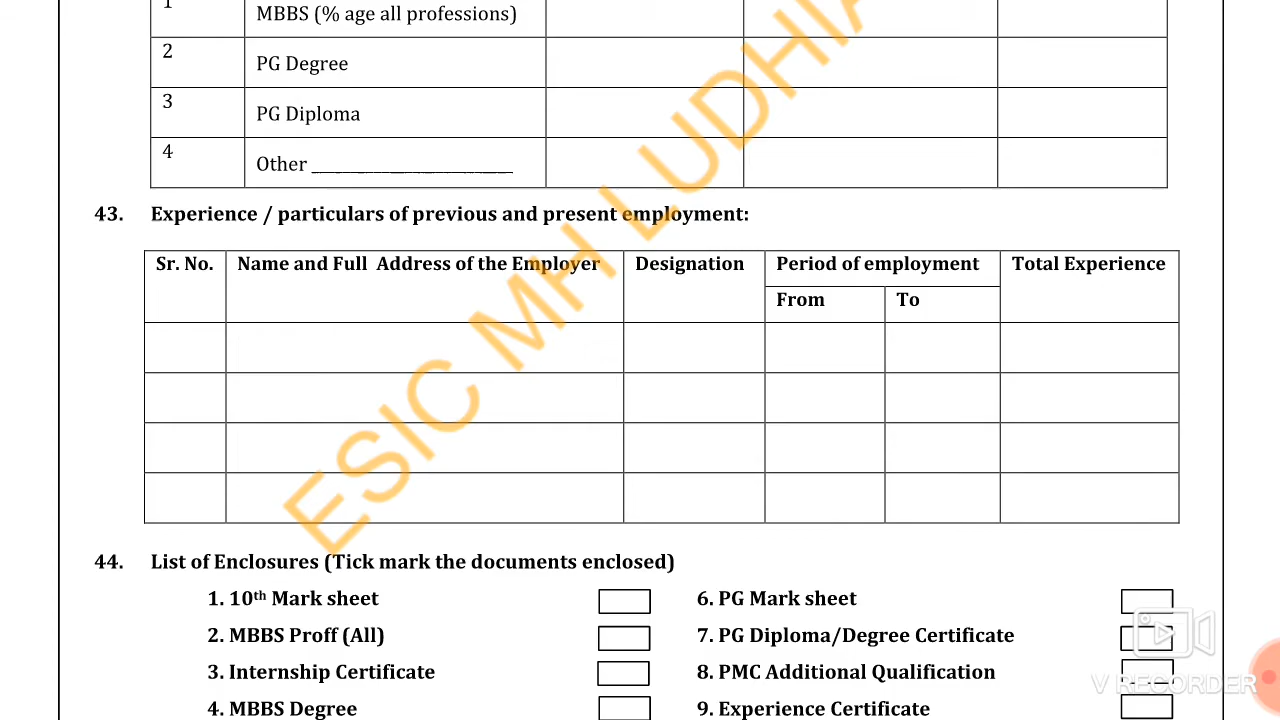 1
MBBS (% age all professions)
2
PG Degree
3
PG Diploma
4
Other ____________________
43. Experience / particulars of previous and present employment:
Sr. No. Name and Full Address of the Employer Designation Period of employment Total Experience
From To
44. List of Enclosures (Tick mark the documents enclosed)
1. 10th Mark sheet 6. PG Mark sheet
2. MBBS Proff (All) 7. PG Diploma/Degree Certificate
3. Internship Certificate 8. PMC Additional Qualification
4. MBBS Degree 9. Experience Certificate
ESIC MH LUDHIA
V RECORDER